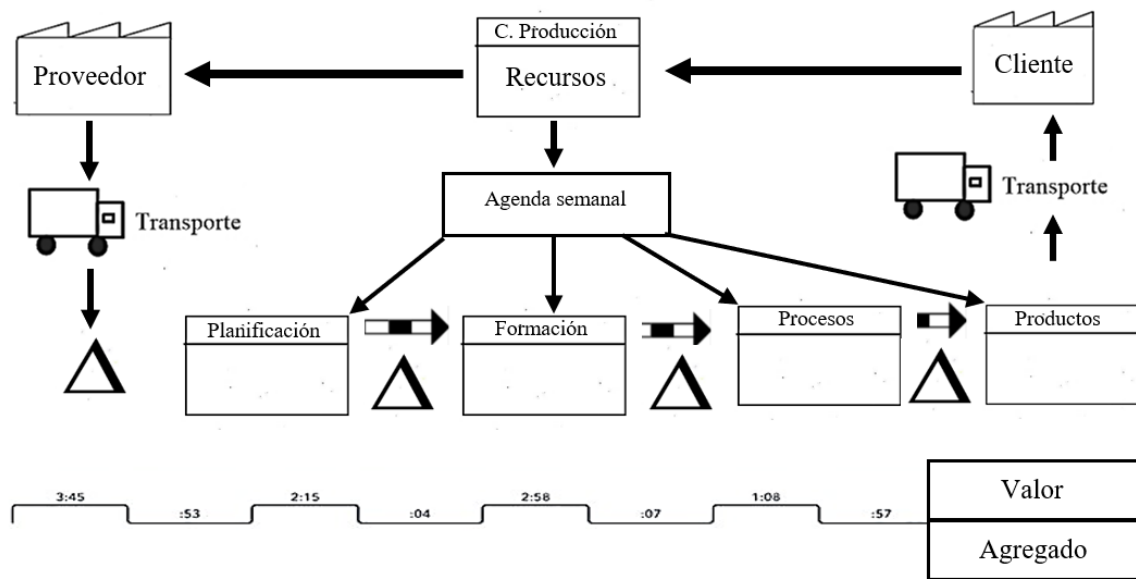 Proveedor
C. Producción
Recursos
Cliente
Transporte
Agenda semanal
Transporte
Planificación
Formación
Procesos
Productos
3:45
:53
2:15
:04
2:58
:07
1:08
:57
Valor
Agregado